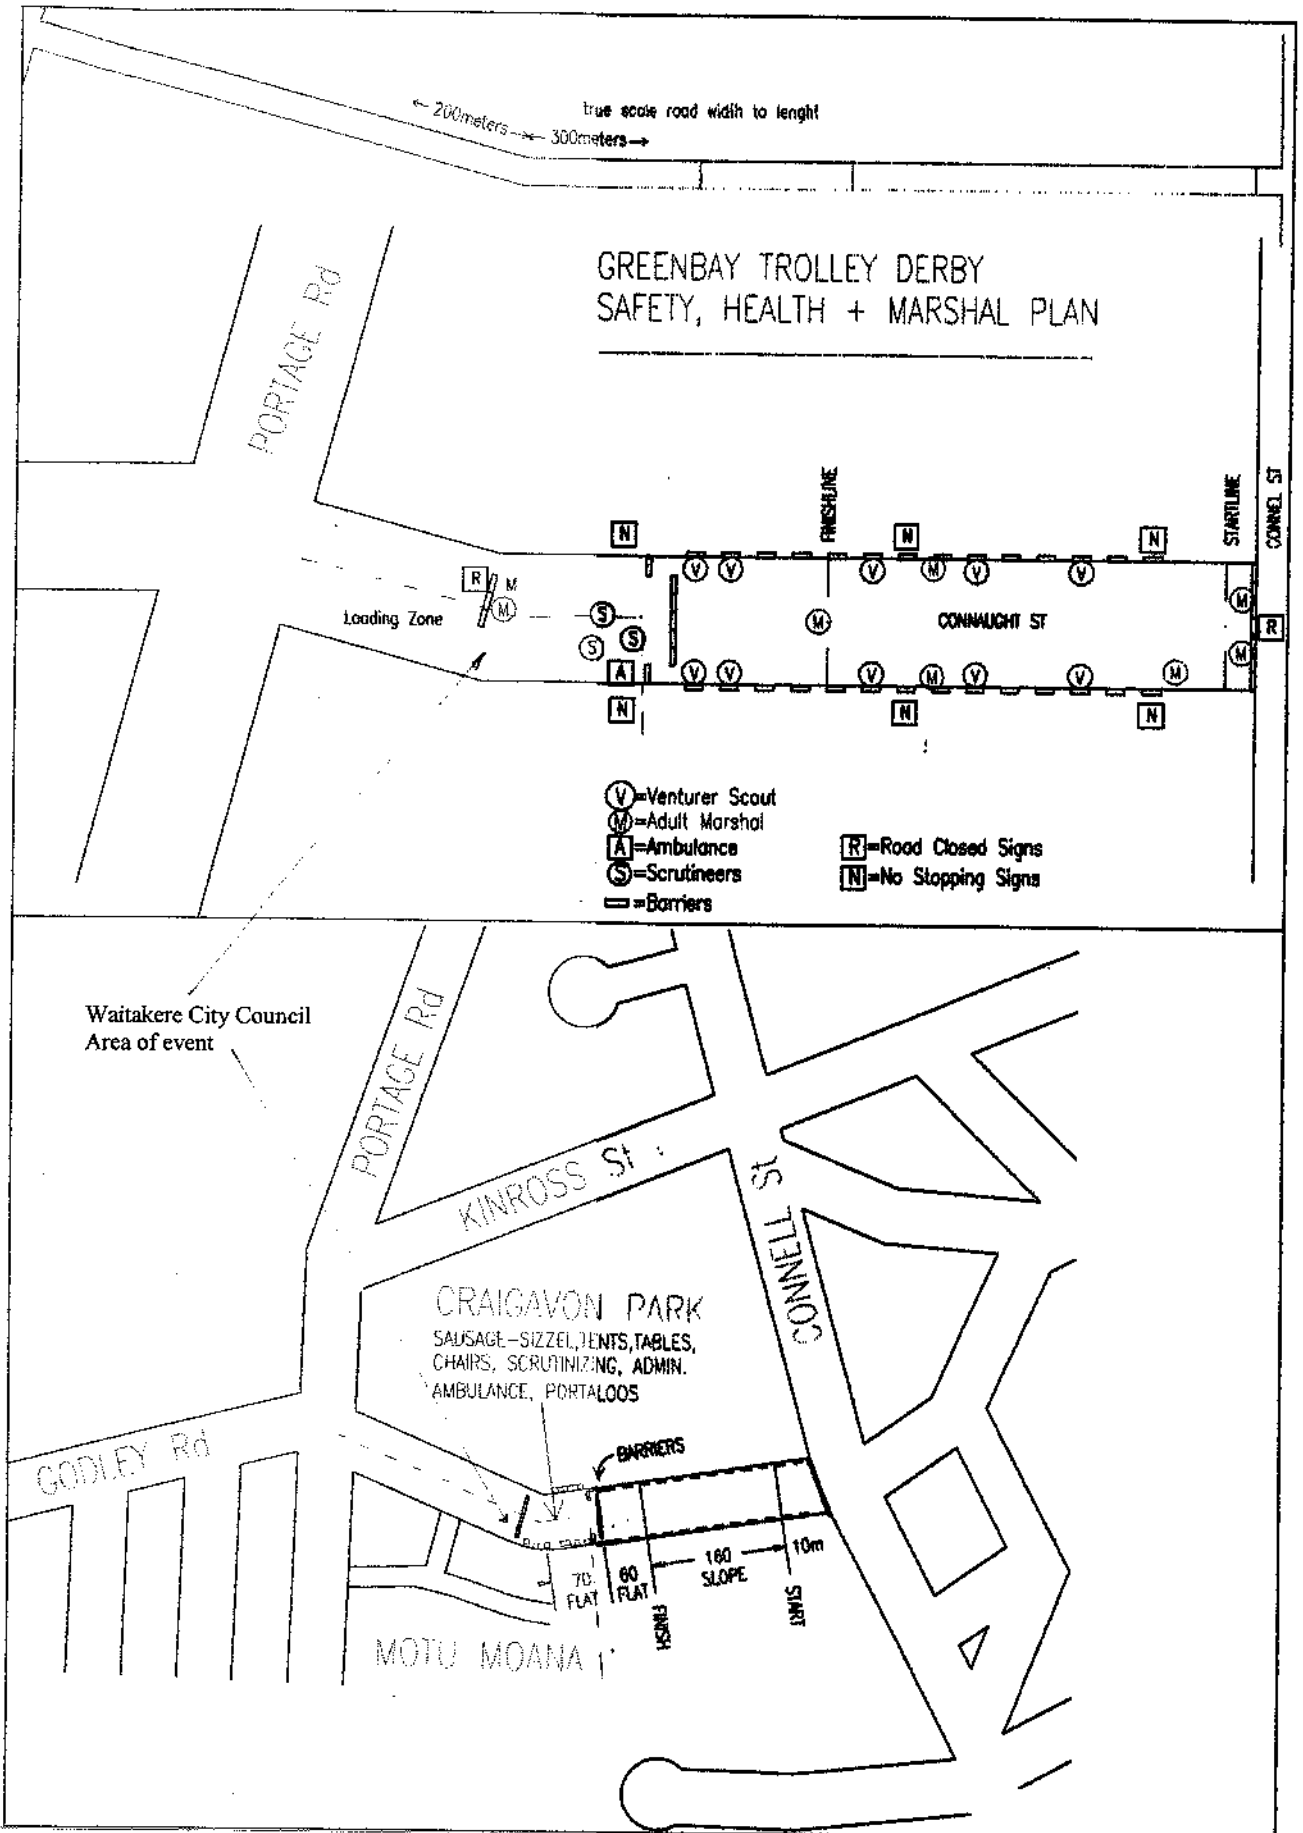 200meters
300meters
true scale road width to lenght
GREENBAY TROLLEY DERBY
SAFETY, HEALTH + MARSHAL PLAN
PORTAGE Rd
FINISHLINE
STARTLINE
CONNEL ST
N
N
N
R
M
M
Loading Zone
S
S
S
A
V
V
V
M
V
V
M
CONNAUGHT ST
M
R
M
V
V
V
M
V
V
M
N
N
N
V=Venturer Scout
M=Adult Marshal
A=Ambulance
S=Scrutineers
=Barriers
R=Road Closed Signs
N=No Stopping Signs
Waitakere City Council
Area of event
PORTAGE Rd
KINROSS St
CONNELL St
CRAIGAVON PARK
SAUSAGE-SIZZEL,TENTS,TABLES,
CHAIRS, SCRUTINIZING, ADMIN.
AMBULANCE, PORTALOOS
GODLEY Rd
BARRIERS
70
FLAT
60
FLAT
160
SLOPE
10m
FINISH
START
MOTU MOANA